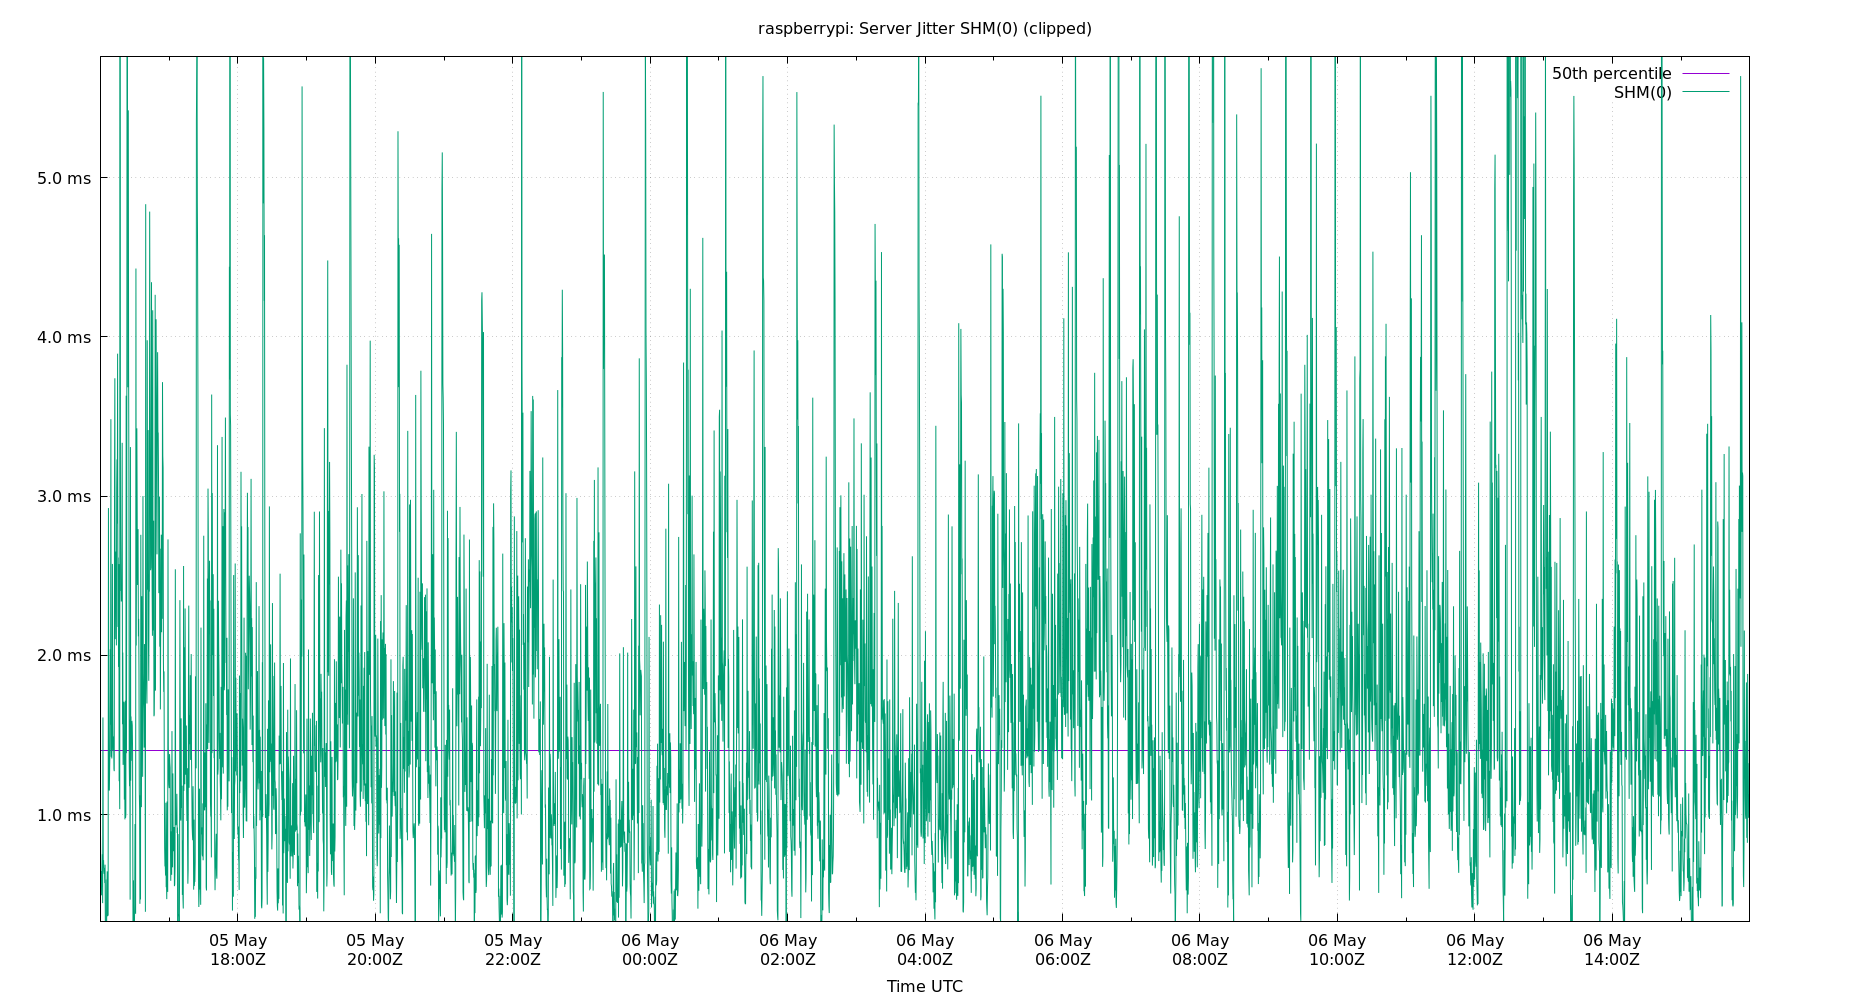 raspberrypi: Server Jitter SHM(0) (clipped)
50th percentile
SHM(0)
5.0 ms
4.0 ms
3.0 ms
2.0 ms
1.0 ms
05 May 05 May 05 May 06 May 06 May 06 May 06 May 06 May 06 May 06 May 06 May
18:00Z 20:00Z 22:00Z 00:00Z 02:00Z 04:00Z 06:00Z 08:00Z 10:00Z 12:00Z 14:00Z
Time UTC